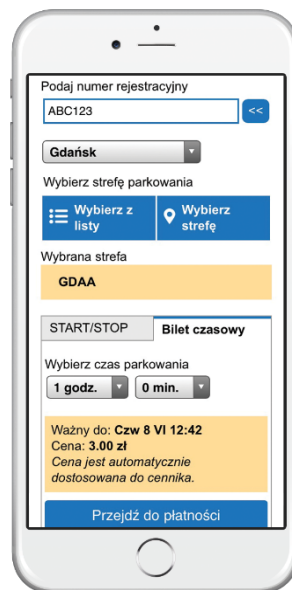 Podaj numer rejestracyjny
ABC123
<<
Gdańsk
Wybierz strefę parkowania
Wybierz z
listy
Wybierz
strefę
Wybrana strefa
GDAA
START/STOP
Bilet czasowy
Wybierz czas parkowania
1 godz.
0 min.
Ważny do: Czw 8 VI 12:42
Cena: 3.00 zł
Cena jest automatycznie
dostosowana do cennika.
Przejdź do płatności